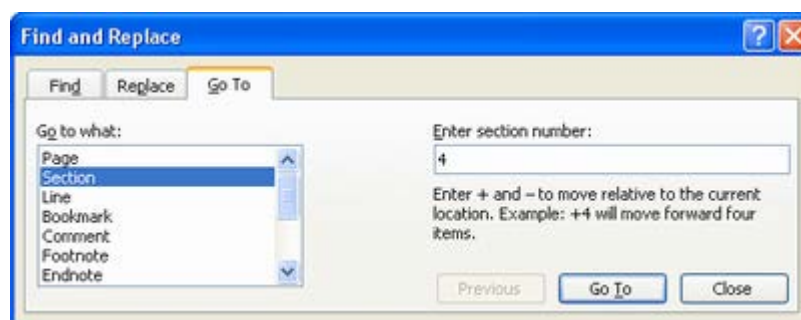 Find and Replace
Find Replace Go To
Go to what:
Page
Section
Line
Bookmark
Comment
Footnote
Endnote
Enter section number:
4
Enter + and – to move relative to the current
location. Example: +4 will move forward four
items.
Previous Go To Close